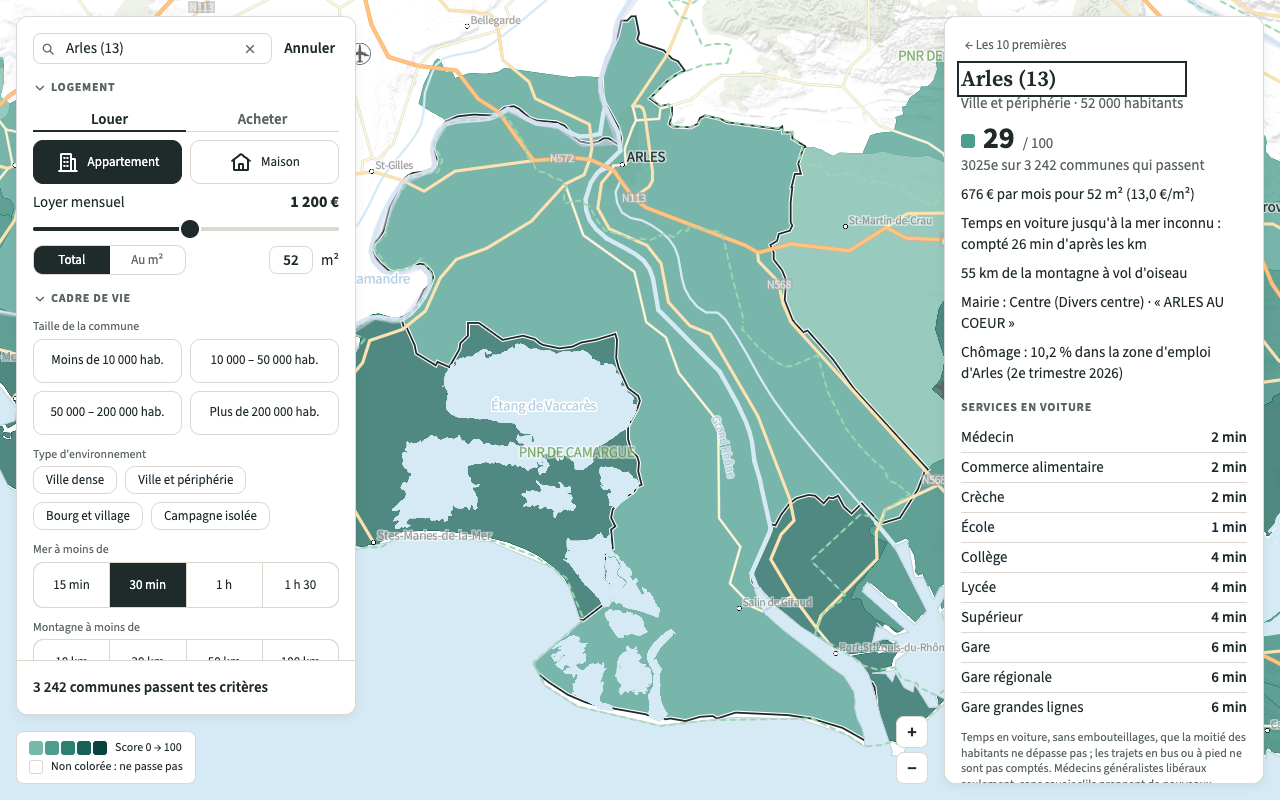 Arles (13)
Annuler
LOGEMENT
Louer
Acheter
Appartement
Maison
Loyer mensuel
1 200 €
Total
Au m²
52
m²
CADRE DE VIE
Taille de la commune
Moins de 10 000 hab.
10 000 – 50 000 hab.
50 000 – 200 000 hab.
Plus de 200 000 hab.
Type d'environnement
Ville dense
Ville et périphérie
Bourg et village
Campagne isolée
Mer à moins de
15 min
30 min
1 h
1 h 30
Montagne à moins de
3 242 communes passent tes critères
Score 0 → 100
Non colorée : ne passe pas
N113
Bellegarde
PNR DE
St-Gilles
N572
ARLES
N113
St-Martin-de-Crau
amandre
N568
Étang de Vaccarès
Grand Rhône
PNR DE CAMARGUE
N568
Stes-Maries-de-la-Mer
Salin de Giraud
Port-St-Louis-du-Rhôn
+
−
← Les 10 premières
Arles (13)
Ville et périphérie · 52 000 habitants
29 / 100
3025e sur 3 242 communes qui passent
676 € par mois pour 52 m² (13,0 €/m²)
Temps en voiture jusqu'à la mer inconnu :
compté 26 min d'après les km
55 km de la montagne à vol d'oiseau
Mairie : Centre (Divers centre) · « ARLES AU
COEUR »
Chômage : 10,2 % dans la zone d'emploi
d'Arles (2e trimestre 2026)
SERVICES EN VOITURE
Médecin 2 min
Commerce alimentaire 2 min
Crèche 2 min
École 1 min
Collège 4 min
Lycée 4 min
Supérieur 4 min
Gare 6 min
Gare régionale 6 min
Gare grandes lignes 6 min
Temps en voiture, sans embouteillages, que la moitié des
habitants ne dépasse pas ; les trajets en bus ou à pied ne
sont pas comptés. Médecins généralistes libéraux